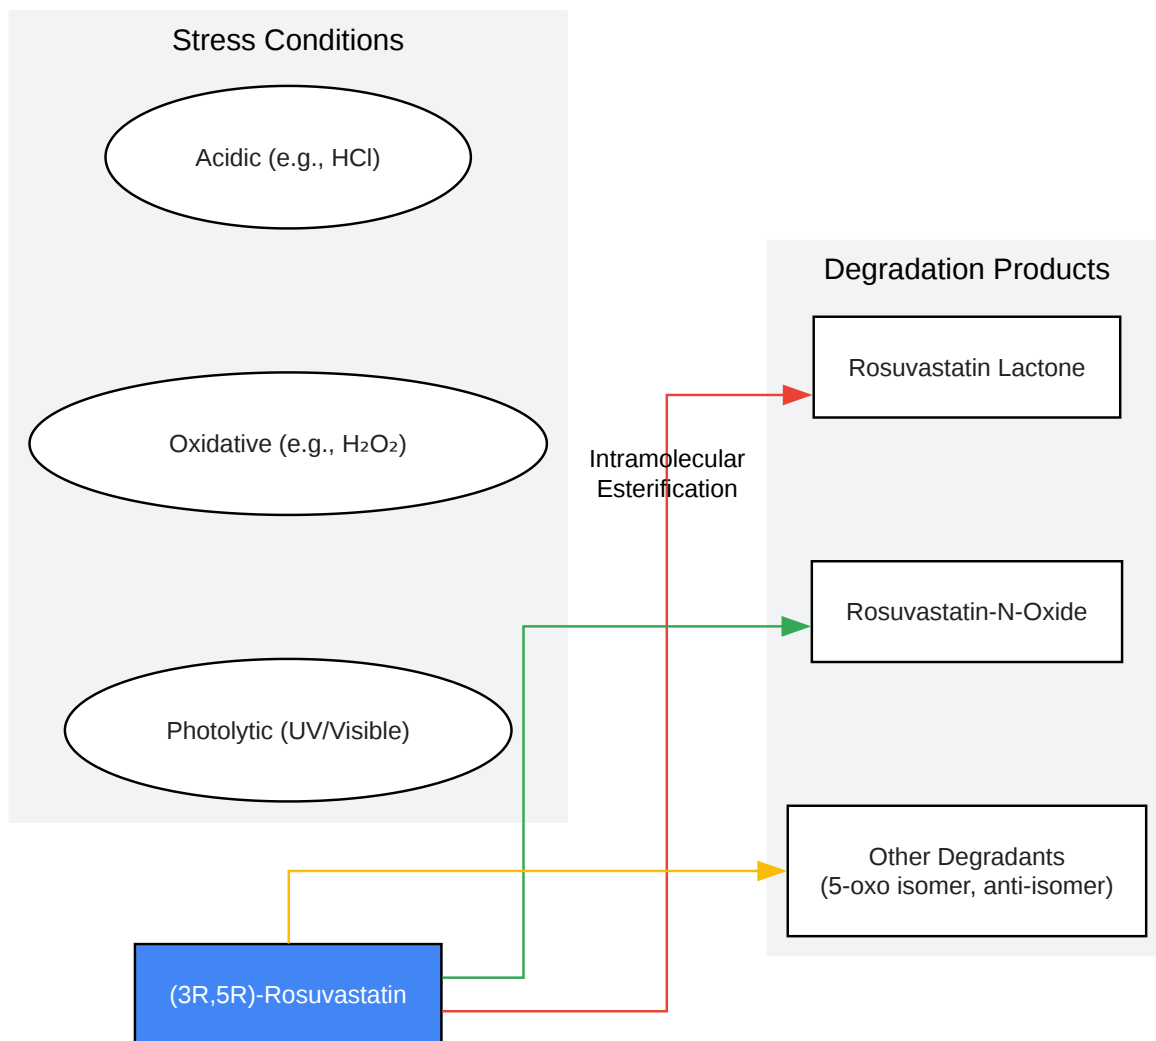 Stress Conditions
Acidic (e.g., HCl)
Oxidative (e.g., H₂O₂)
Photolytic (UV/Visible)
(3R,5R)-Rosuvastatin
Intramolecular
Esterification
Degradation Products
Rosuvastatin Lactone
Rosuvastatin-N-Oxide
Other Degradants
(5-oxo isomer, anti-isomer)